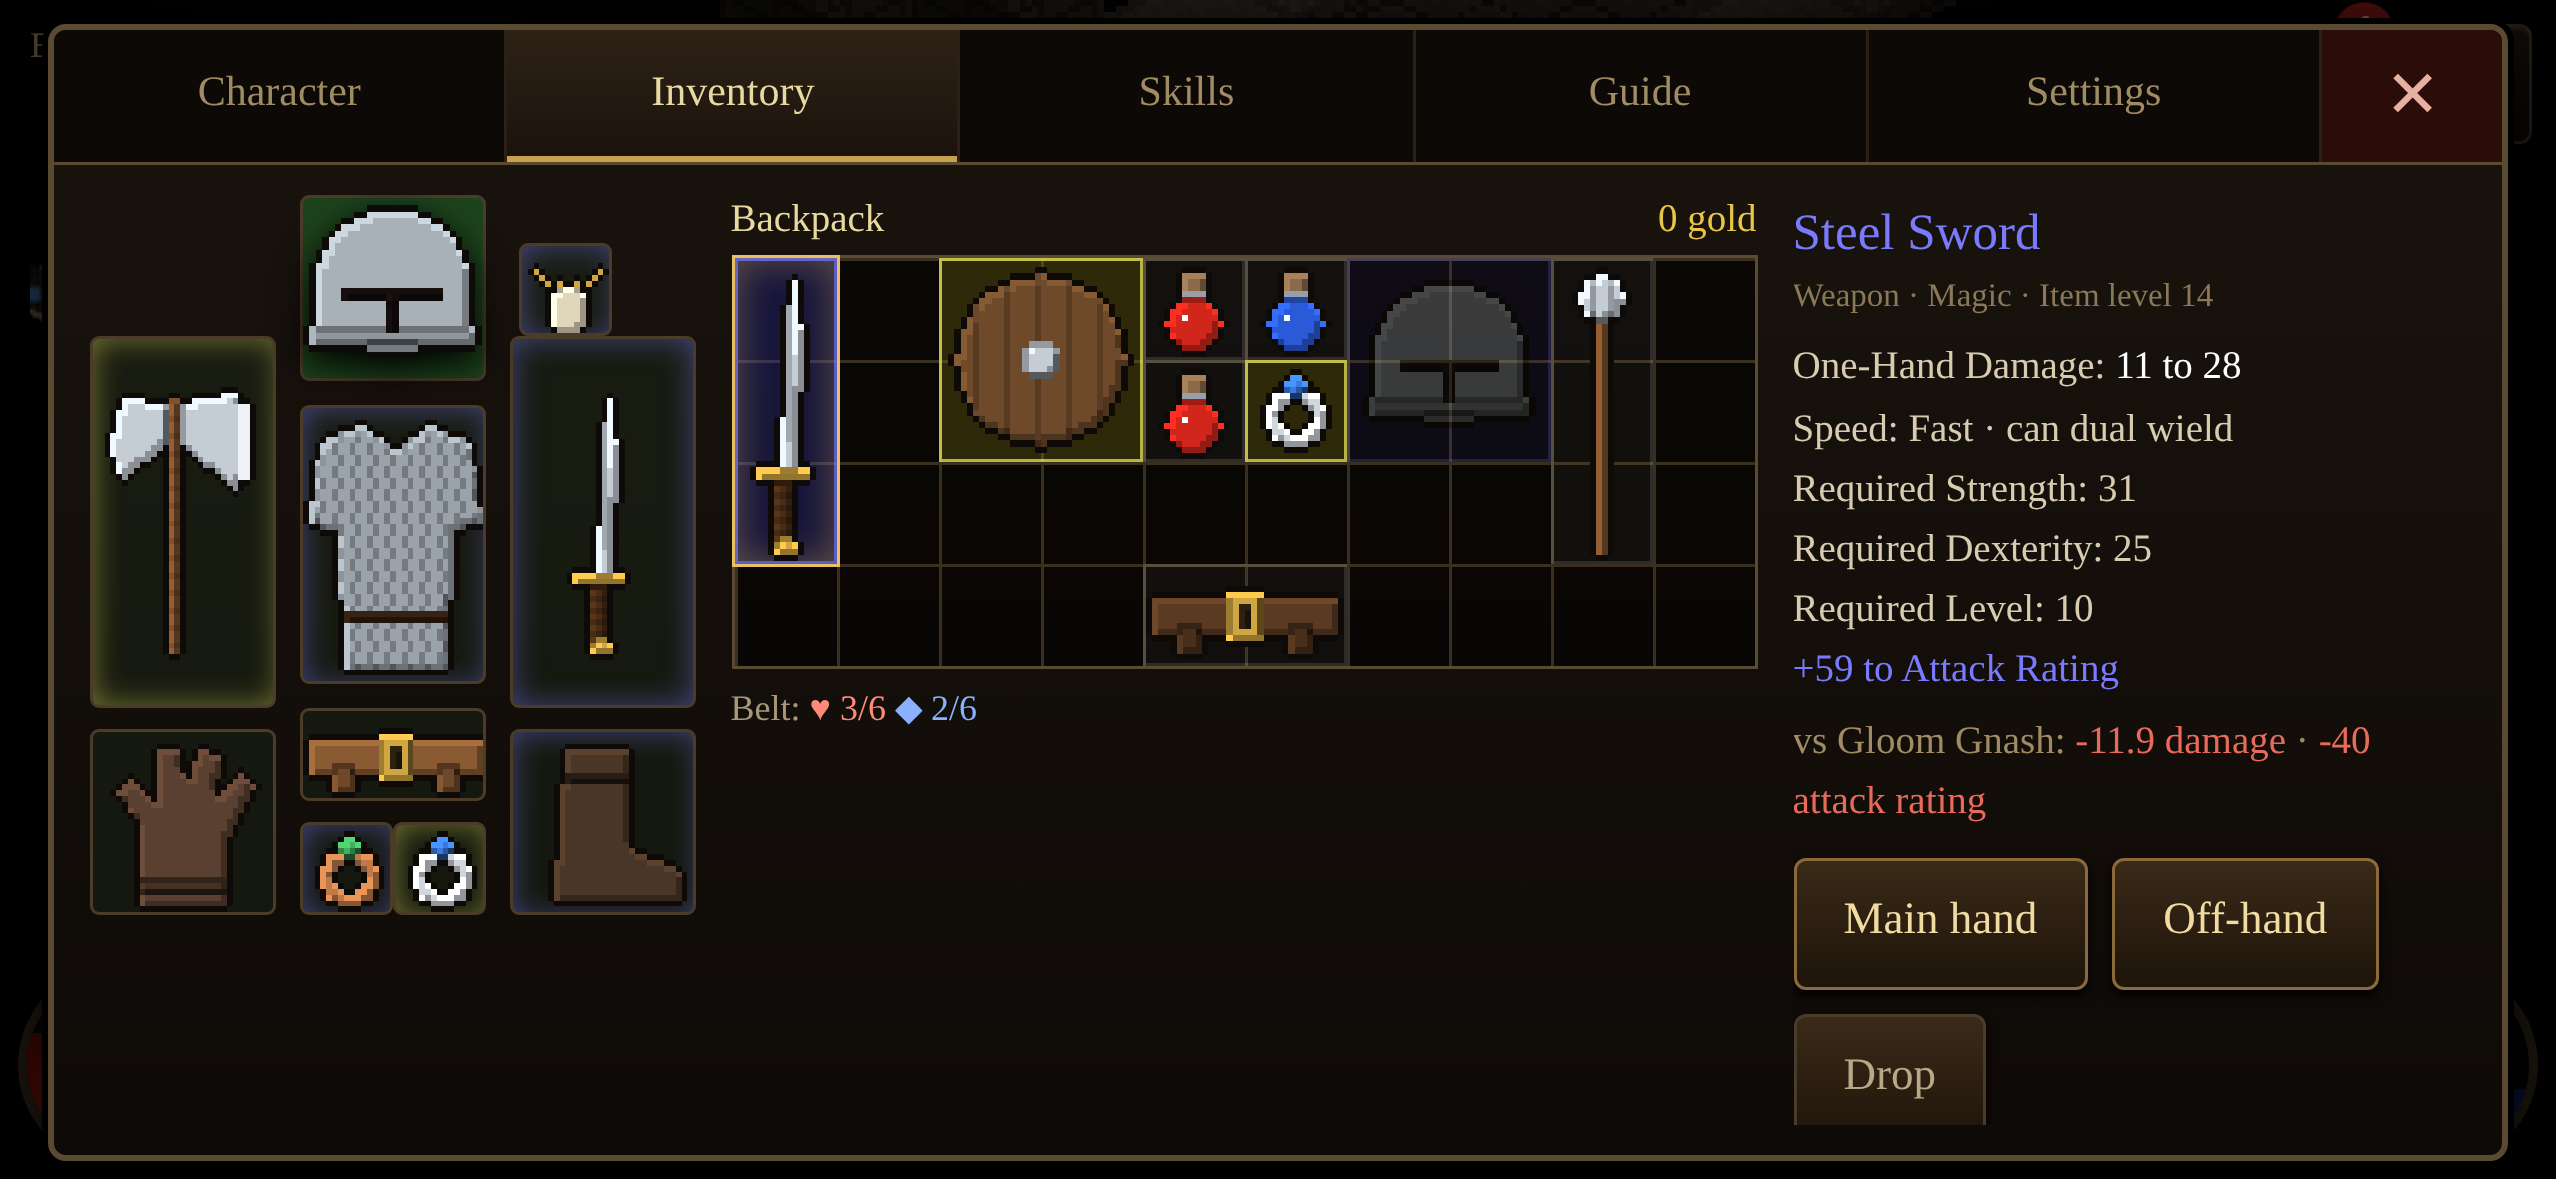 Character
Inventory
Skills
Guide
Settings
✕
Backpack
0 gold
Belt: ♥ 3/6 ◆ 2/6
Steel Sword
Weapon · Magic · Item level 14
One-Hand Damage: 11 to 28
Speed: Fast · can dual wield
Required Strength: 31
Required Dexterity: 25
Required Level: 10
+59 to Attack Rating
vs Gloom Gnash: -11.9 damage · -40
attack rating
Main hand
Off-hand
Drop